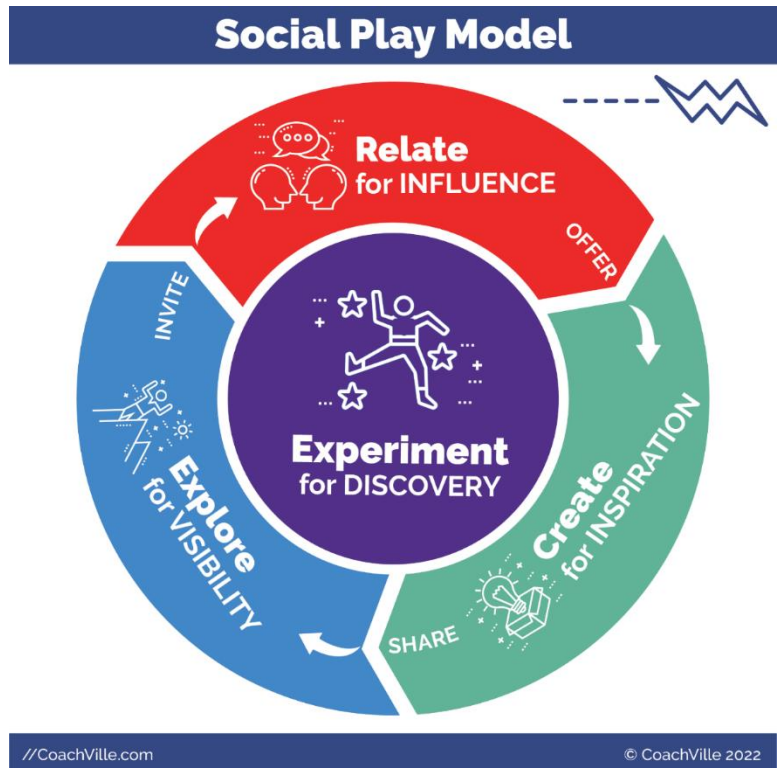 Social Play Model
Relate
for INFLUENCE
OFFER
INVITE
Experiment
for DISCOVERY
Explore
for VISIBILITY
Create
for INSPIRATION
SHARE
//CoachVille.com
© CoachVille 2022